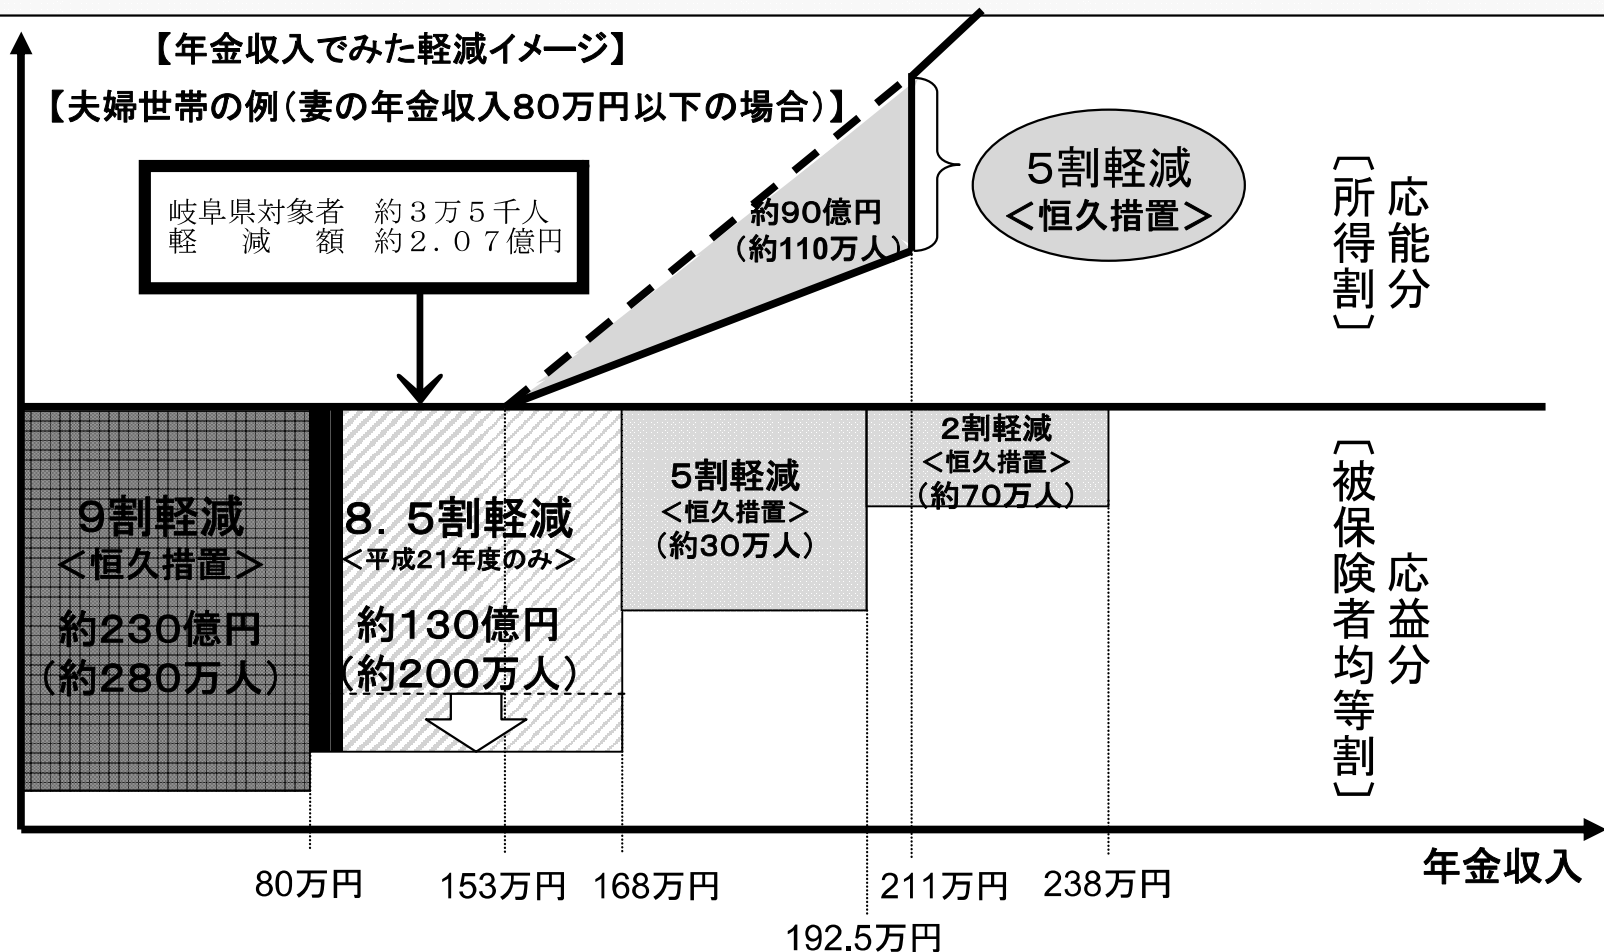 【年金収入でみた軽減イメージ】
【夫婦世帯の例(妻の年金収入80万円以下の場合)】
岐阜県対象者　約3万5千人
軽　減　額　約2.07億円
約90億円
(約110万人)
5割軽減
＜恒久措置＞
応能分
〔所得割〕
9割軽減
＜恒久措置＞
約230億円
(約280万人)
8.5割軽減
＜平成21年度のみ＞
約130億円
(約200万人)
5割軽減
＜恒久措置＞
(約30万人)
2割軽減
＜恒久措置＞
(約70万人)
応益分
〔被保険者均等割〕
年金収入
80万円
153万円
168万円
192.5万円
211万円
238万円